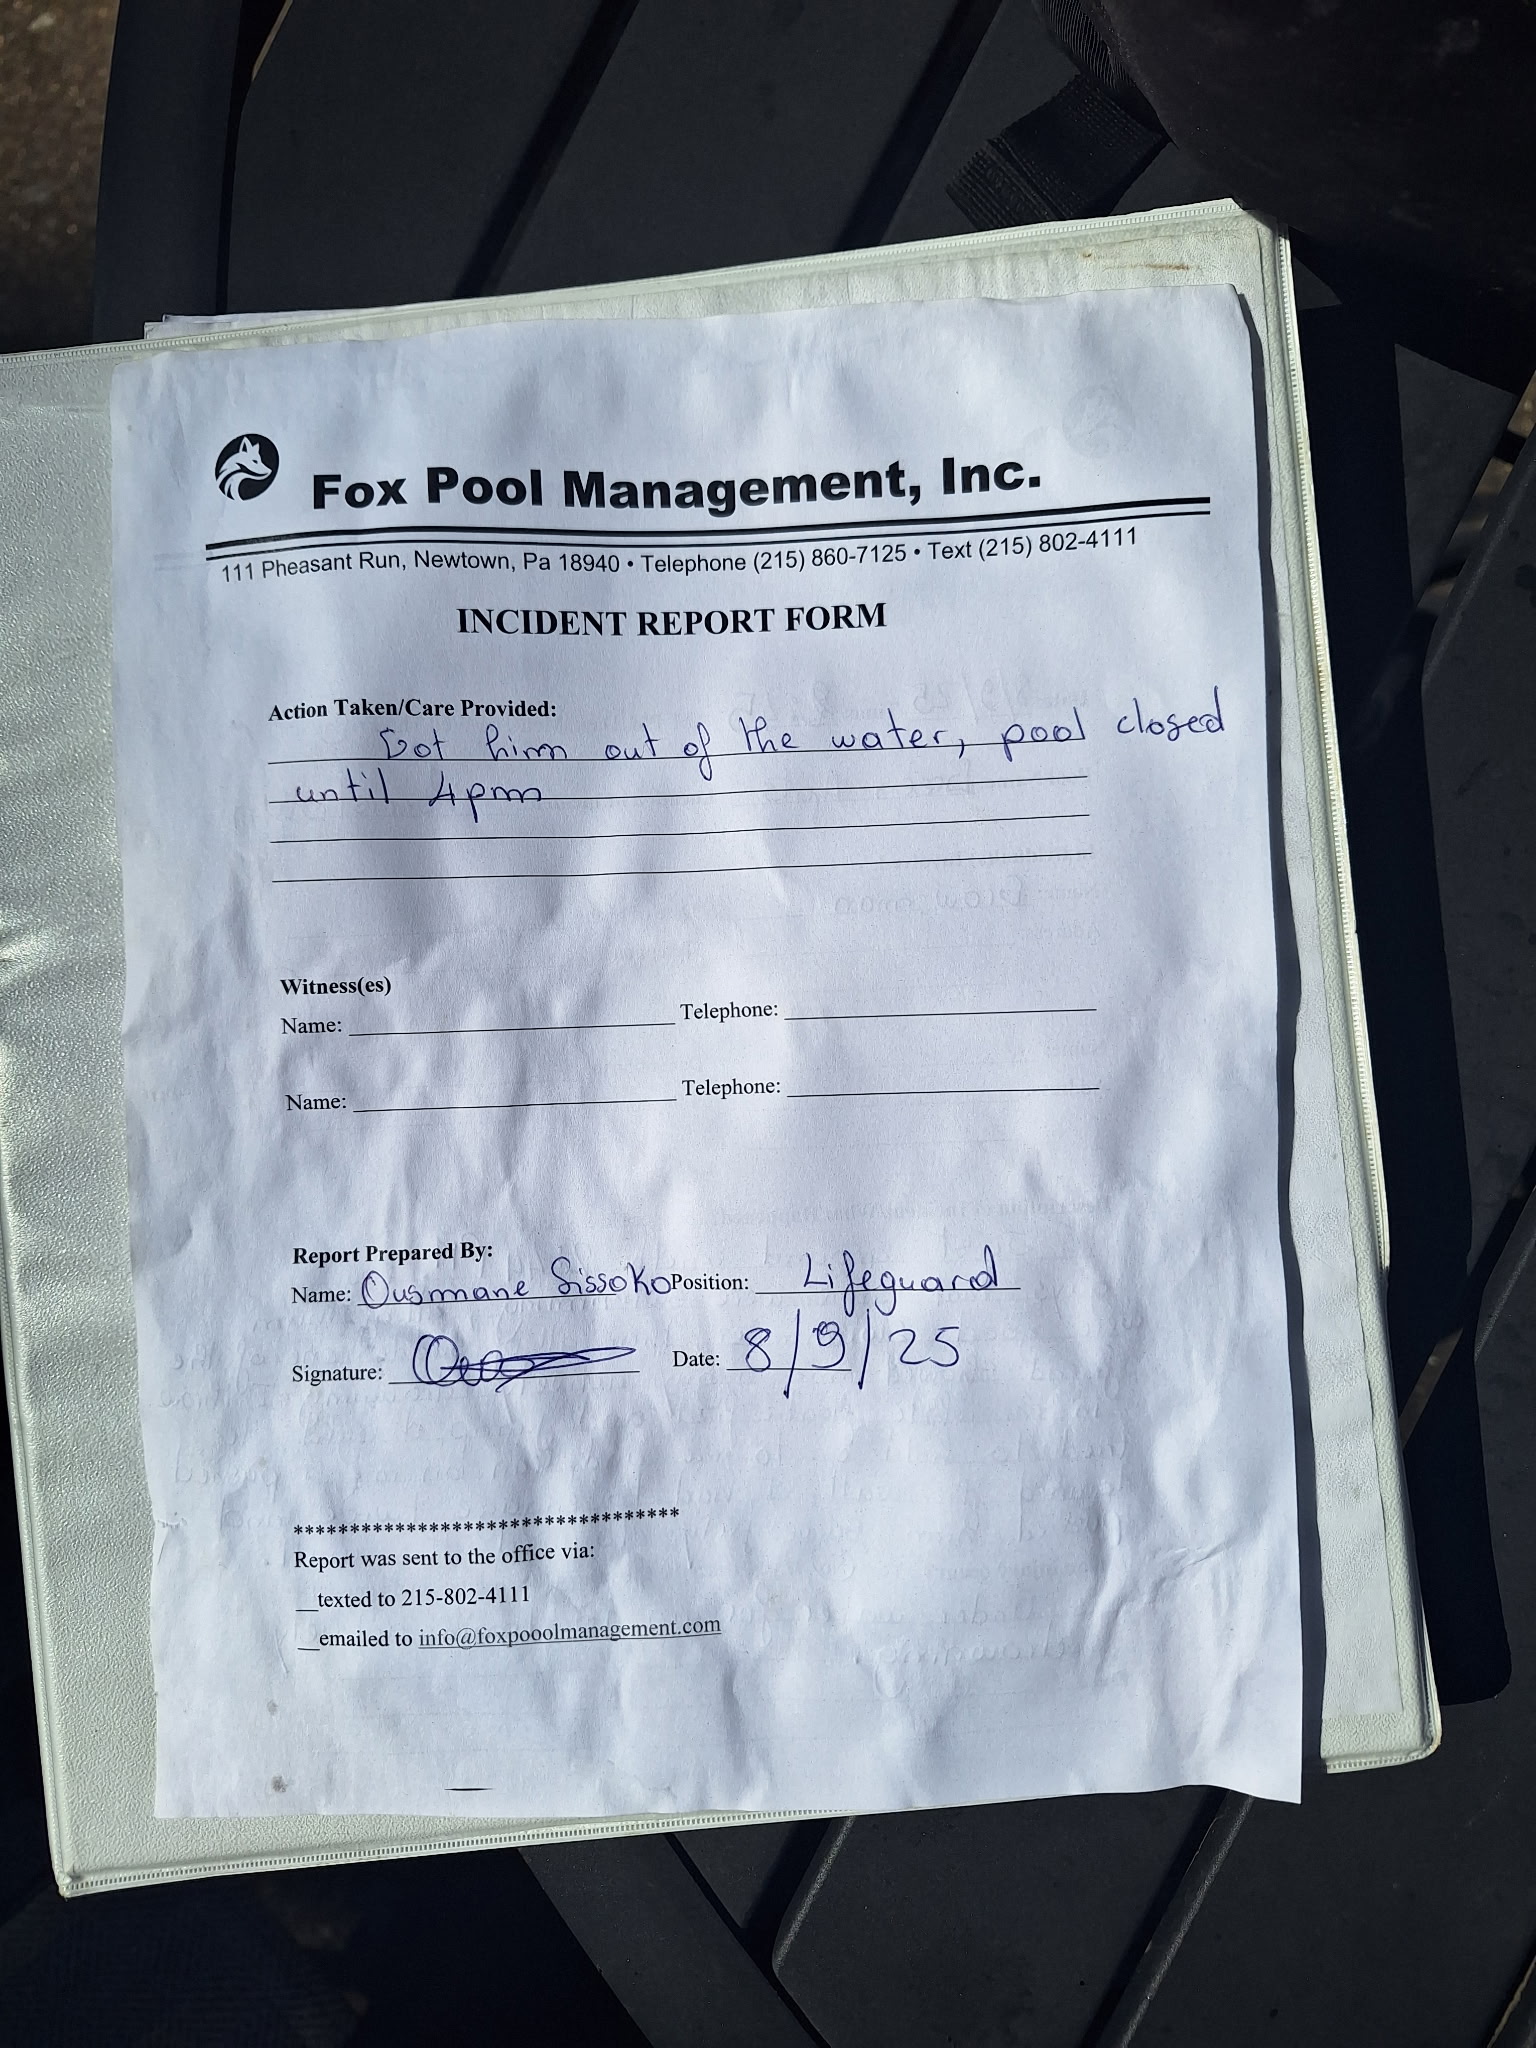 Fox Pool Management, Inc.
111 Pheasant Run, Newtown, Pa 18940 • Telephone (215) 860-7125 • Text (215) 802-4111
INCIDENT REPORT FORM
Action Taken/Care Provided:
Got him out of the water, pool closed
until 4pm
Witness(es)
Name: Telephone:
Name: Telephone:
Report Prepared By:
Name: Ousmane Sissoko Position: Lifeguard
Signature: Date: 8/9/25
**********************************
Report was sent to the office via:
__texted to 215-802-4111
__emailed to info@foxpooolmanagement.com